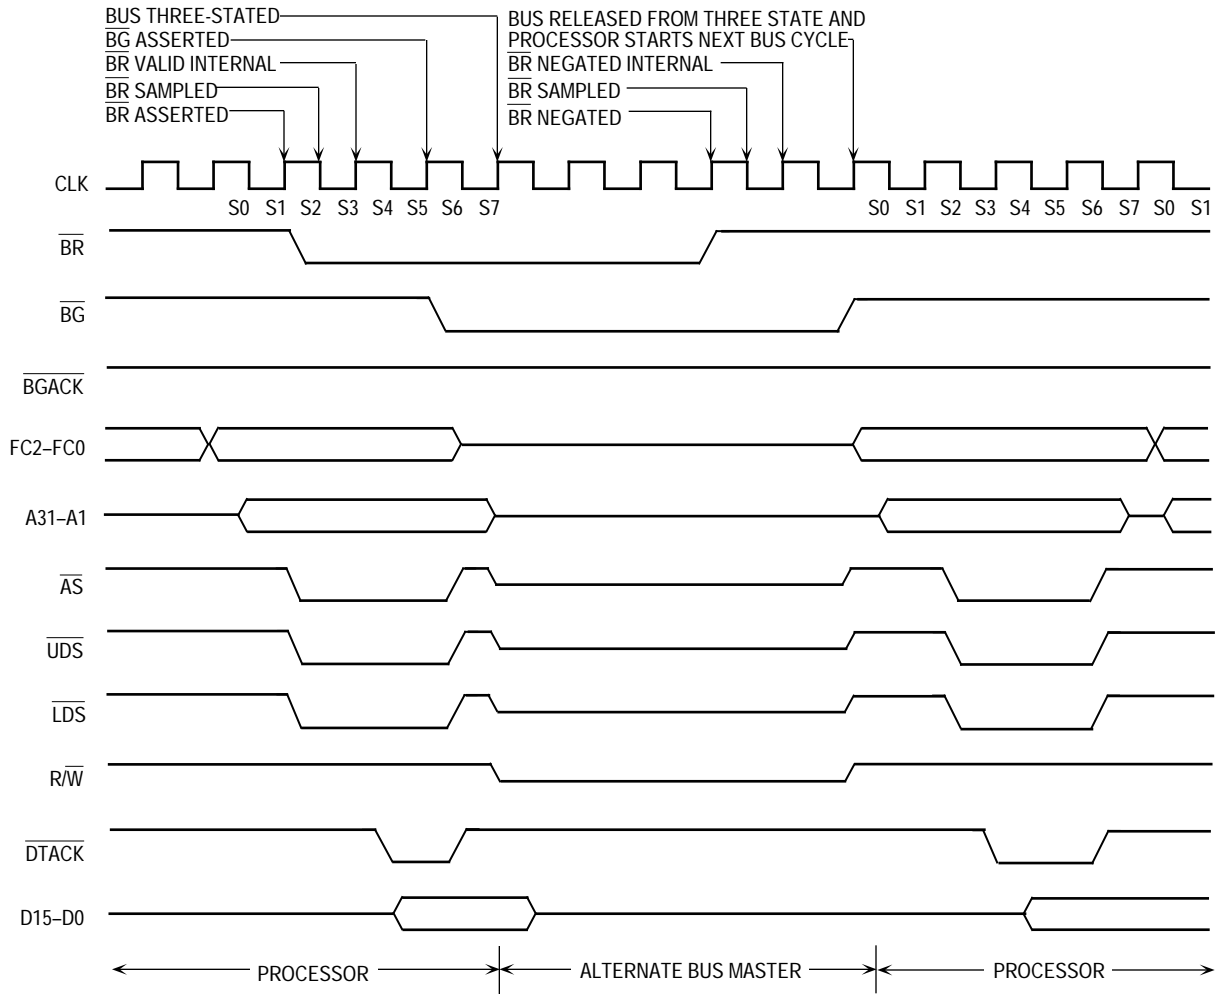 BUS THREE-STATED
BG ASSERTED
BR VALID INTERNAL
BR SAMPLED
BR ASSERTED
BUS RELEASED FROM THREE STATE AND
PROCESSOR STARTS NEXT BUS CYCLE
BR NEGATED INTERNAL
BR SAMPLED
BR NEGATED
CLK
S0 S1 S2 S3 S4 S5 S6 S7 S0 S1 S2 S3 S4 S5 S6 S7 S0 S1
BR
BG
BGACK
FC2–FC0
A31–A1
AS
UDS
LDS
R/W
DTACK
D15–D0
PROCESSOR ALTERNATE BUS MASTER PROCESSOR